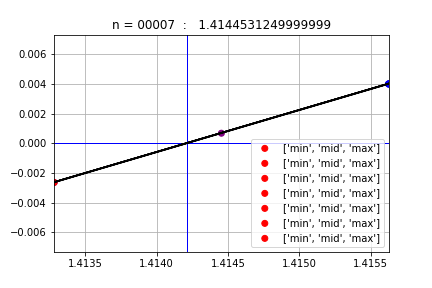 n = 00007 : 1.4144531249999999
0.006
0.004
0.002
0.000
−0.002
−0.004
−0.006
['min', 'mid', 'max']
['min', 'mid', 'max']
['min', 'mid', 'max']
['min', 'mid', 'max']
['min', 'mid', 'max']
['min', 'mid', 'max']
['min', 'mid', 'max']
1.4135 1.4140 1.4145 1.4150 1.4155